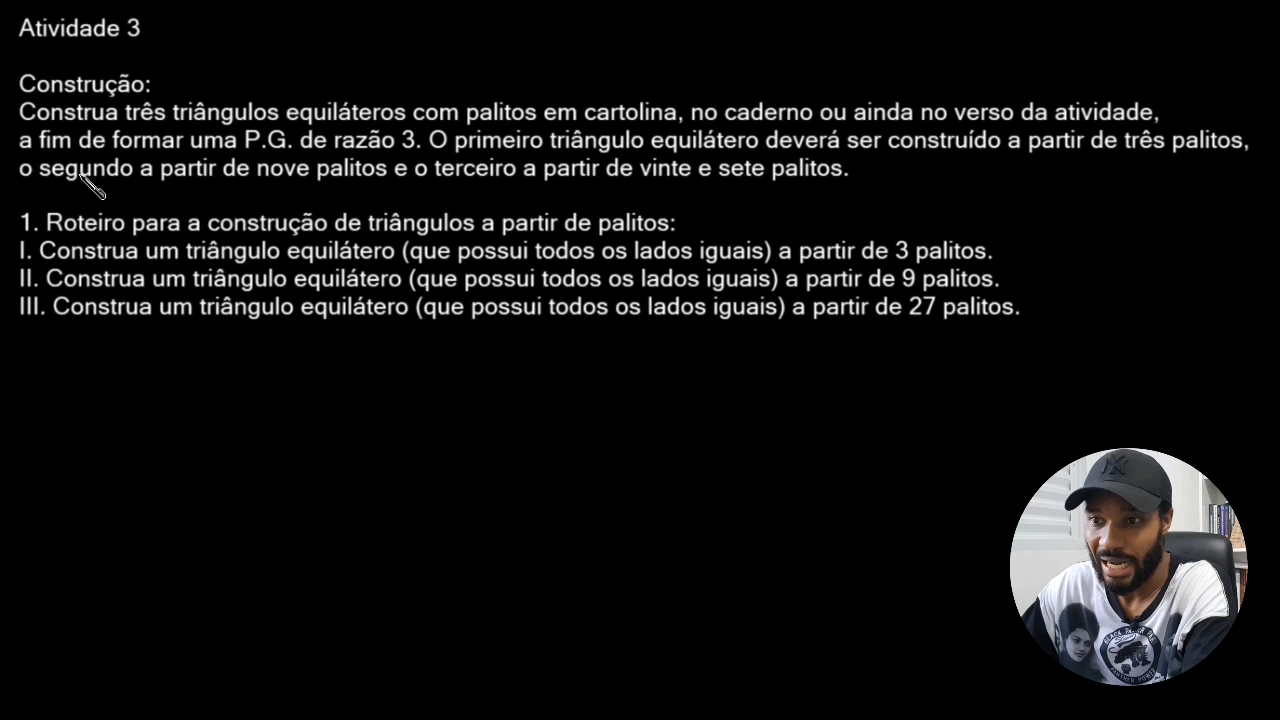 Atividade 3
Construção:
Construa três triângulos equiláteros com palitos em cartolina, no caderno ou ainda no verso da atividade,
a fim de formar uma P.G. de razão 3. O primeiro triângulo equilátero deverá ser construído a partir de três palitos,
o segundo a partir de nove palitos e o terceiro a partir de vinte e sete palitos.
1. Roteiro para a construção de triângulos a partir de palitos:
I. Construa um triângulo equilátero (que possui todos os lados iguais) a partir de 3 palitos.
II. Construa um triângulo equilátero (que possui todos os lados iguais) a partir de 9 palitos.
III. Construa um triângulo equilátero (que possui todos os lados iguais) a partir de 27 palitos.